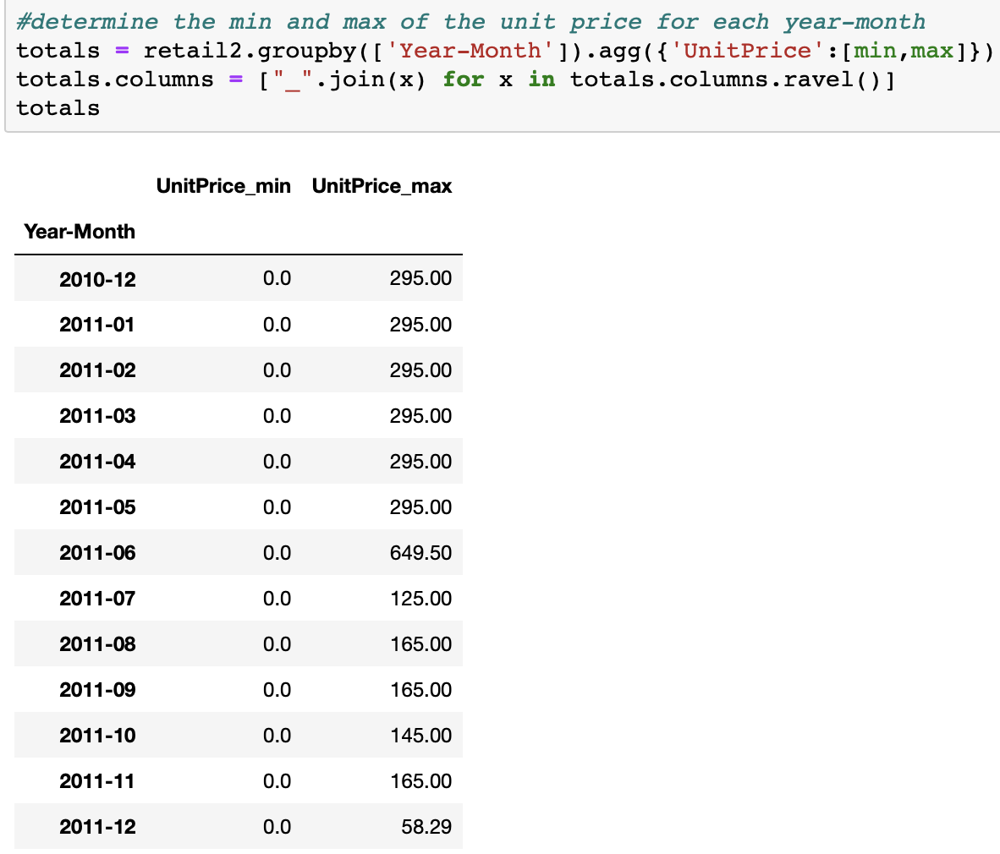 #determine the min and max of the unit price for each year-month
totals = retail2.groupby(['Year-Month']).agg({'UnitPrice':[min,max]})
totals.columns = ["_".join(x) for x in totals.columns.ravel()]
totals
UnitPrice_min UnitPrice_max
Year-Month
2010-12 0.0 295.00
2011-01 0.0 295.00
2011-02 0.0 295.00
2011-03 0.0 295.00
2011-04 0.0 295.00
2011-05 0.0 295.00
2011-06 0.0 649.50
2011-07 0.0 125.00
2011-08 0.0 165.00
2011-09 0.0 165.00
2011-10 0.0 145.00
2011-11 0.0 165.00
2011-12 0.0 58.29